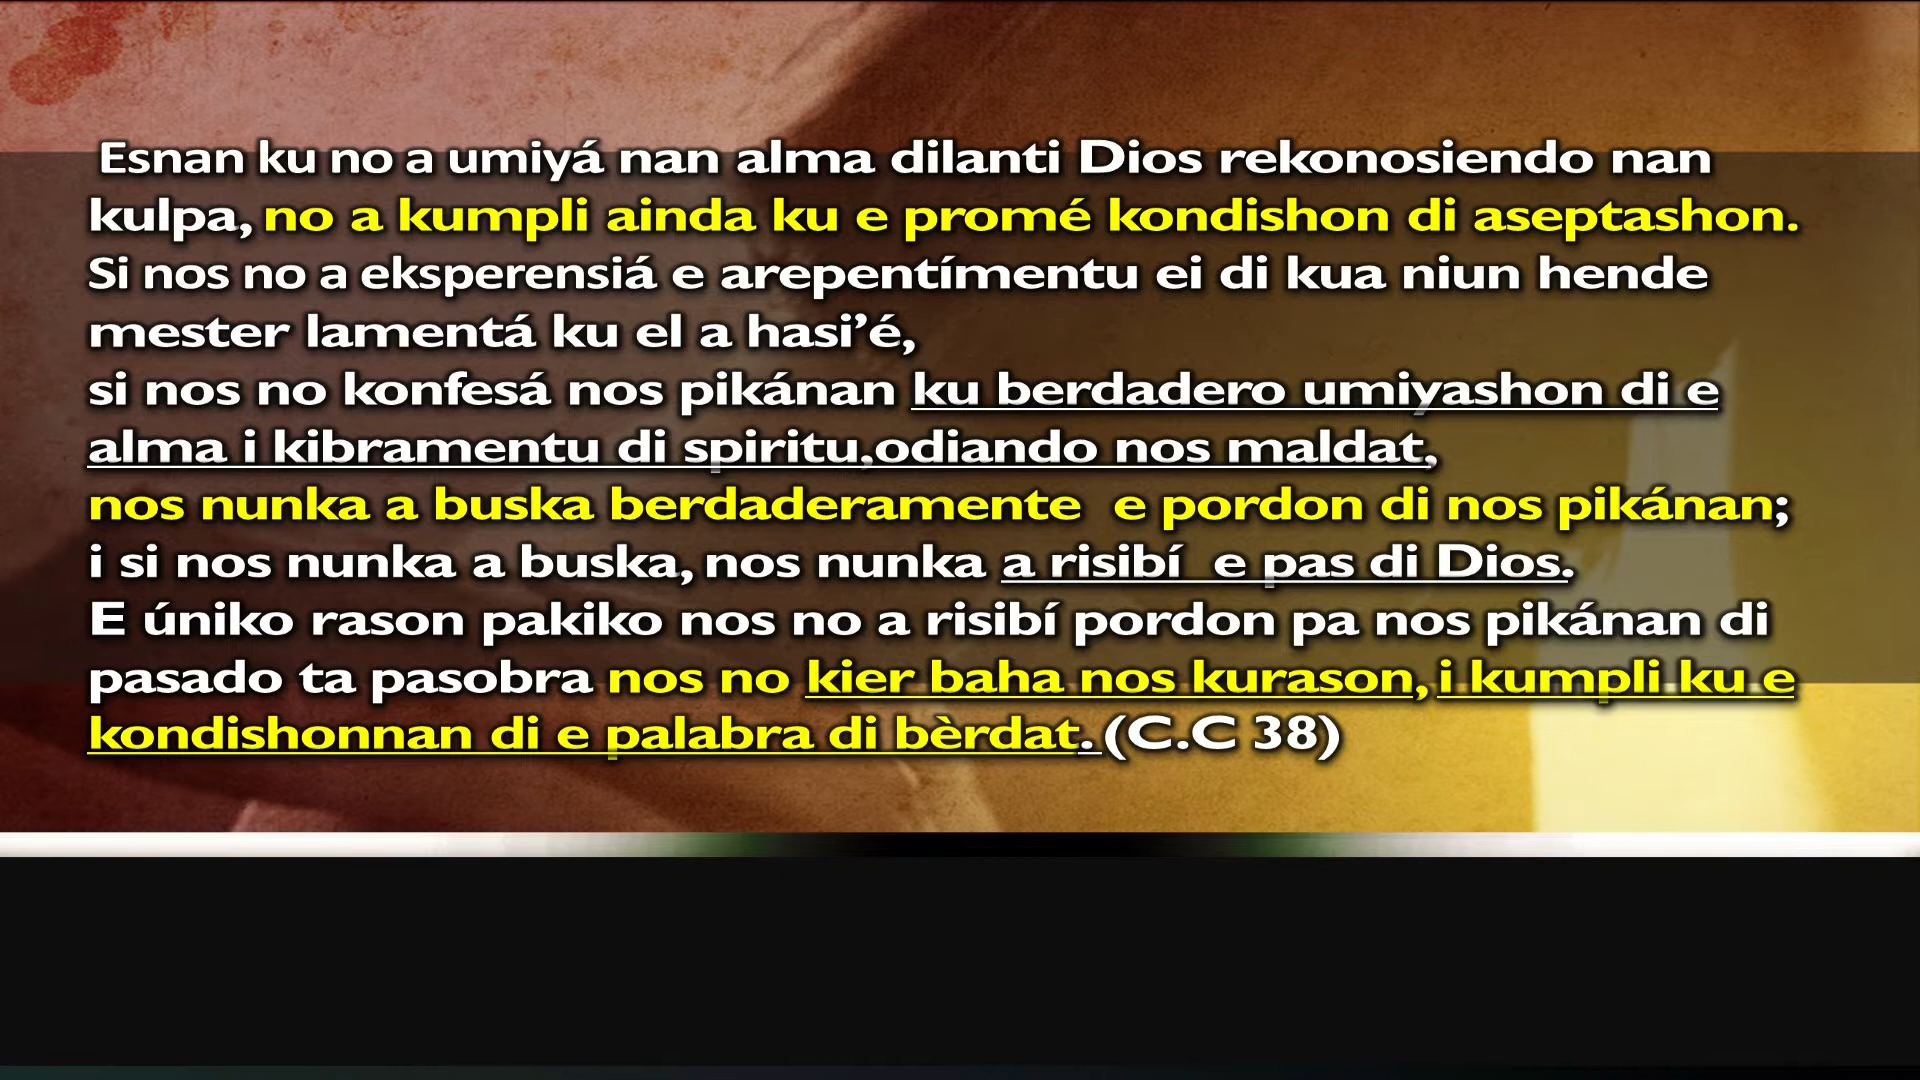 Esnan ku no a umiyá nan alma dilanti Dios rekonosiendo nan
kulpa, no a kumpli ainda ku e promé kondishon di aseptashon.
Si nos no a eksperensiá e arepentímentu ei di kua niun hende
mester lamentá ku el a hasi’é,
si nos no konfesá nos pikánan ku berdadero umiyashon di e
alma i kibramentu di spiritu,odiando nos maldat,
nos nunka a buska berdaderamente  e pordon di nos pikánan;
i si nos nunka a buska, nos nunka a risibí  e pas di Dios.
E úniko rason pakiko nos no a risibí pordon pa nos pikánan di
pasado ta pasobra nos no kier baha nos kurason, i kumpli ku e
kondishonnan di e palabra di bèrdat. (C.C 38)